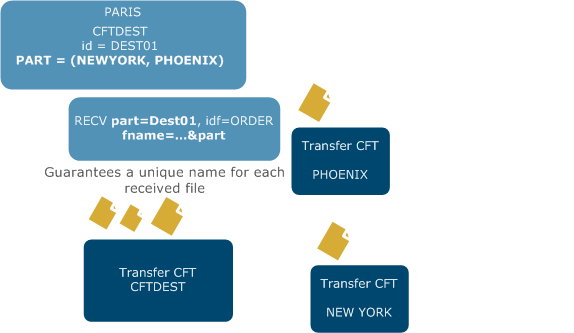 PARIS
CFTDEST
id = DEST01
PART = (NEWYORK, PHOENIX)
RECV part=Dest01, idf=ORDER
fname=...&part
Guarantees a unique name for each
received file
Transfer CFT
PHOENIX
Transfer CFT
CFTDEST
Transfer CFT
NEW YORK